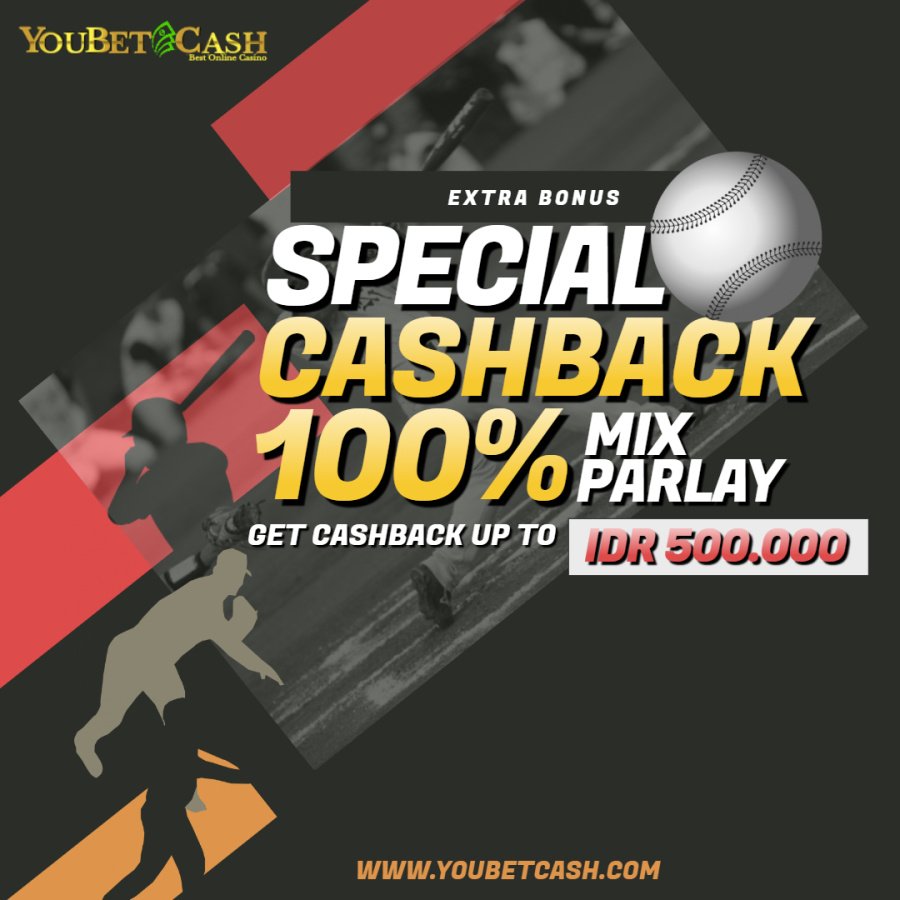 YouBetCash
Best Online Casino
EXTRA BONUS
SPECIAL
CASHBACK
100% MIX
PARLAY
GET CASHBACK UP TO IDR 500.000
WWW.YOUBETCASH.COM